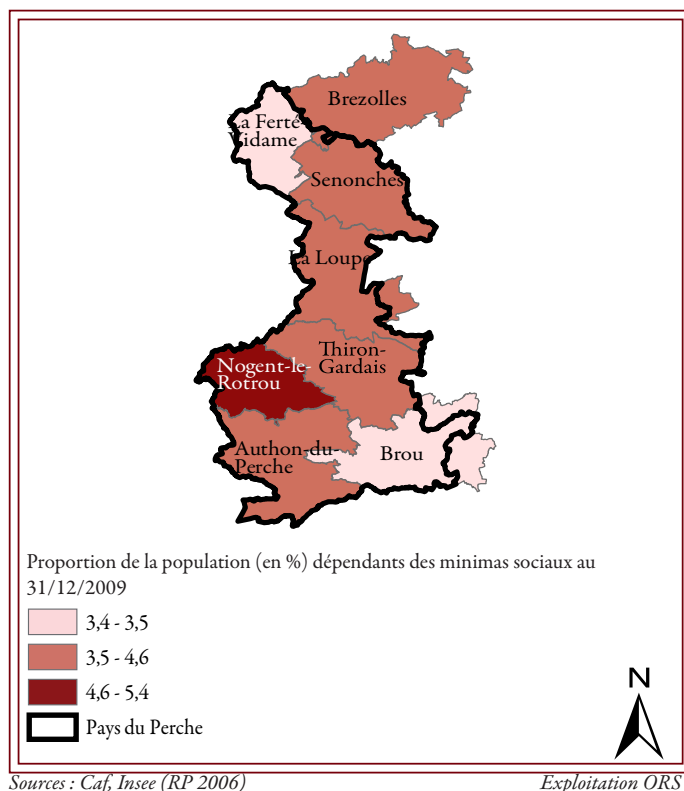 Brezolles
La Ferté-
Vidame
Senonches
La Loupe
Thiron-
Gardais
Nogent-le-
Rotrou
Authon-du-
Perche
Brou
Proportion de la population (en %) dépendants des minimas sociaux au
31/12/2009
3,4 - 3,5
3,5 - 4,6
4,6 - 5,4
Pays du Perche
N
Sources : Caf, Insee (RP 2006)
Exploitation ORS